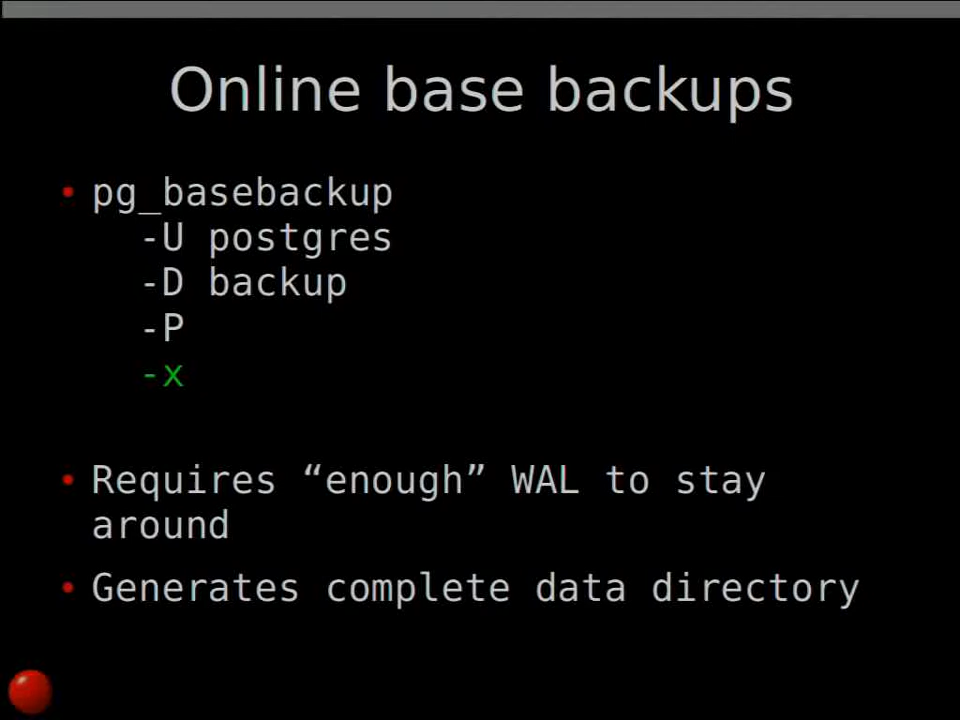 Online base backups
• pg_basebackup
-U postgres
-D backup
-P
-x
• Requires “enough” WAL to stay
around
• Generates complete data directory